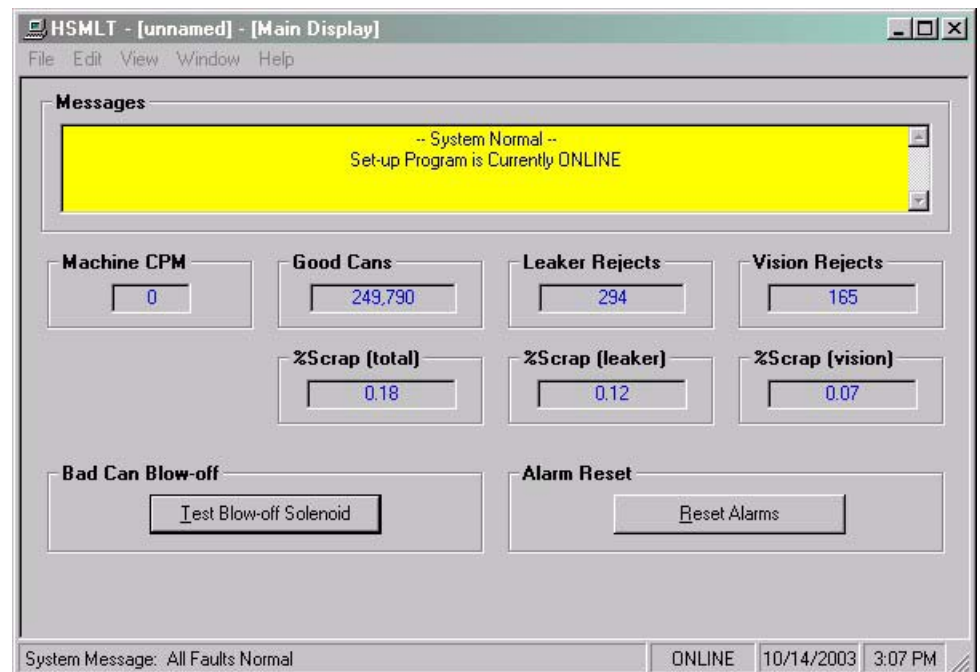 HSMLT - [unnamed] - [Main Display]
File Edit View Window Help
Messages
-- System Normal --
Set-up Program is Currently ONLINE
Machine CPM
0
Good Cans
249,790
Leaker Rejects
294
Vision Rejects
165
%Scrap (total)
0.18
%Scrap (leaker)
0.12
%Scrap (vision)
0.07
Bad Can Blow-off
Test Blow-off Solenoid
Alarm Reset
Reset Alarms
System Message: All Faults Normal
ONLINE
10/14/2003
3:07 PM